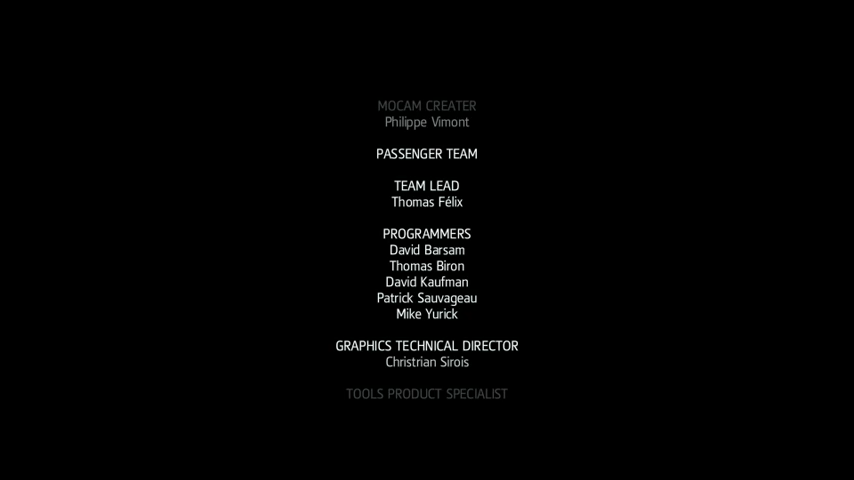 MOCAM CREATER
Philippe Vimont
PASSENGER TEAM
TEAM LEAD
Thomas Félix
PROGRAMMERS
David Barsam
Thomas Biron
David Kaufman
Patrick Sauvageau
Mike Yurick
GRAPHICS TECHNICAL DIRECTOR
Christrian Sirois
TOOLS PRODUCT SPECIALIST